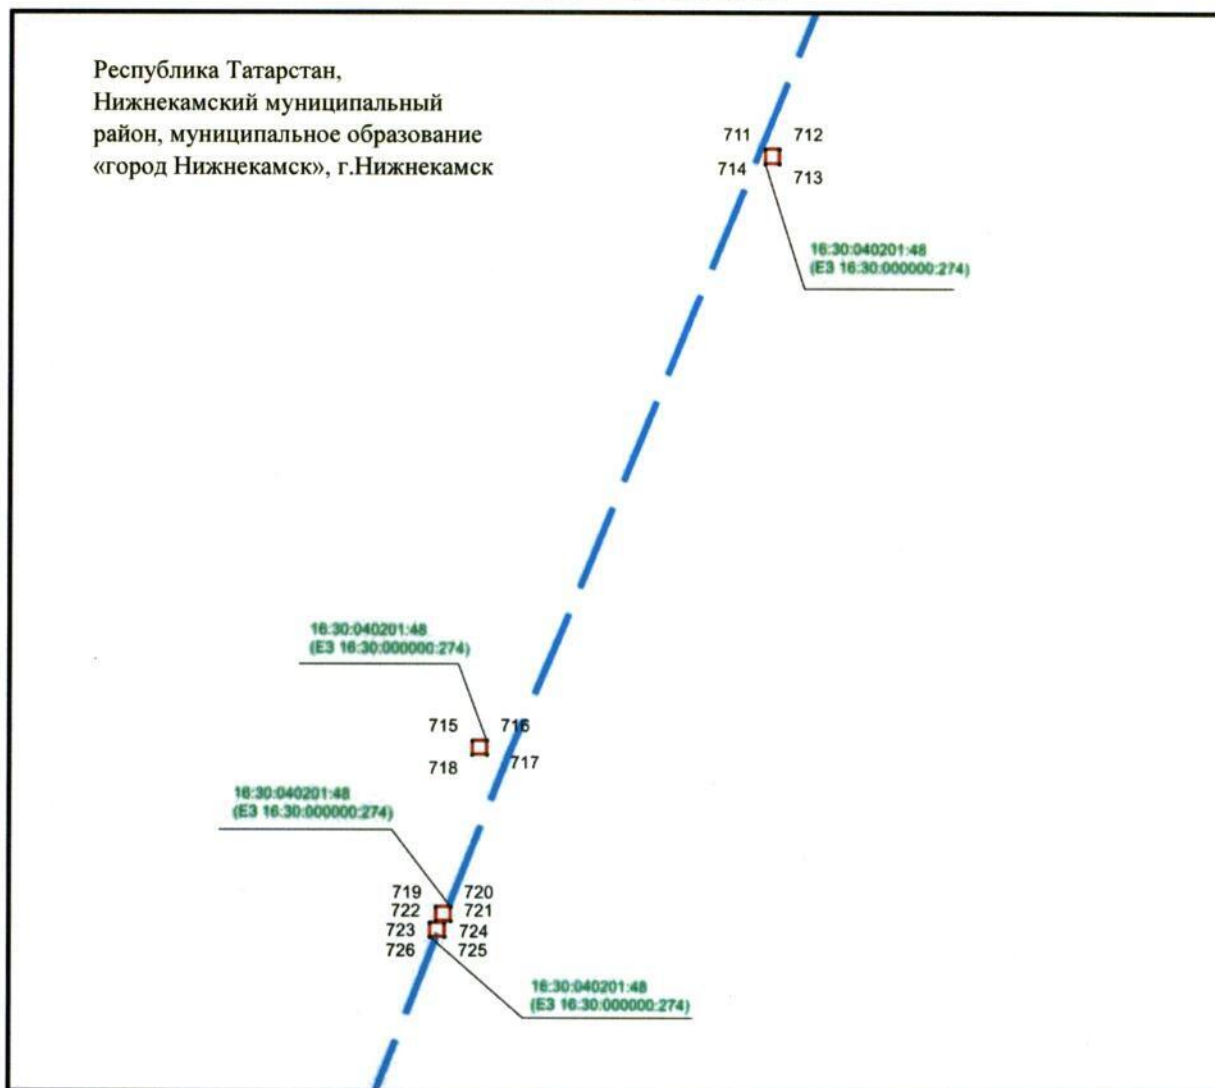 Республика Татарстан,
Нижнекамский муниципальный
район, муниципальное образование
«город Нижнекамск», г.Нижнекамск
711
712
714
713
16:30:040201:48
(ЕЗ 16:30:000000:274)
16:30:040201:48
(ЕЗ 16:30:000000:274)
715
716
718
717
16:30:040201:48
(ЕЗ 16:30:000000:274)
719
720
722
721
723
724
726
725
16:30:040201:48
(ЕЗ 16:30:000000:274)